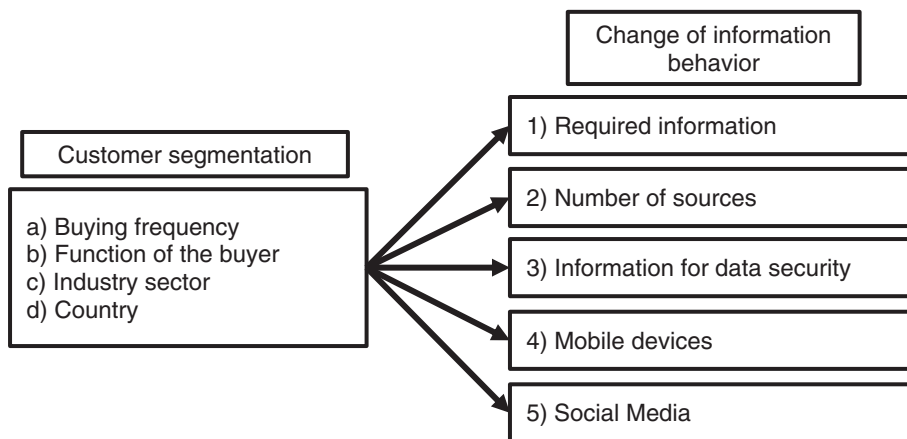 Customer segmentation
a) Buying frequency
b) Function of the buyer
c) Industry sector
d) Country
Change of information
behavior
1) Required information
2) Number of sources
3) Information for data security
4) Mobile devices
5) Social Media